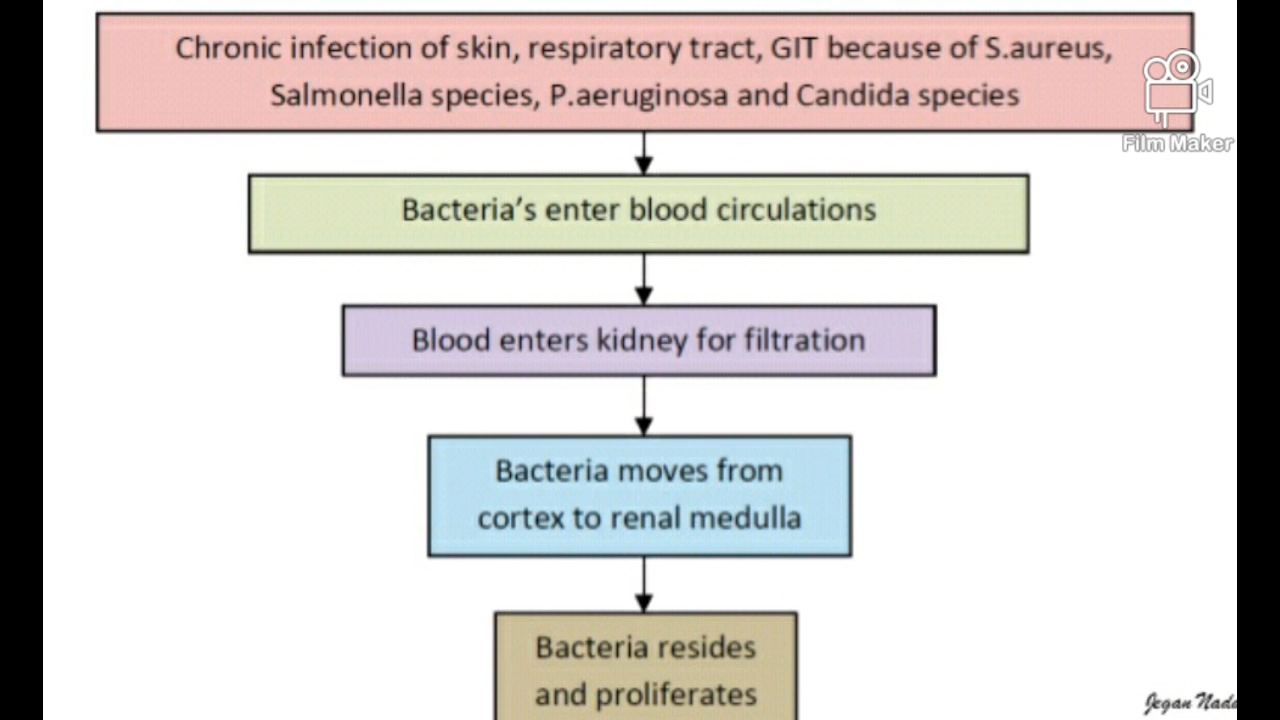 Chronic infection of skin, respiratory tract, GIT because of S.aureus,
Salmonella species, P.aeruginosa and Candida species
Film Maker
Bacteria's enter blood circulations
Blood enters kidney for filtration
Bacteria moves from
cortex to renal medulla
Bacteria resides
and proliferates
Jegan